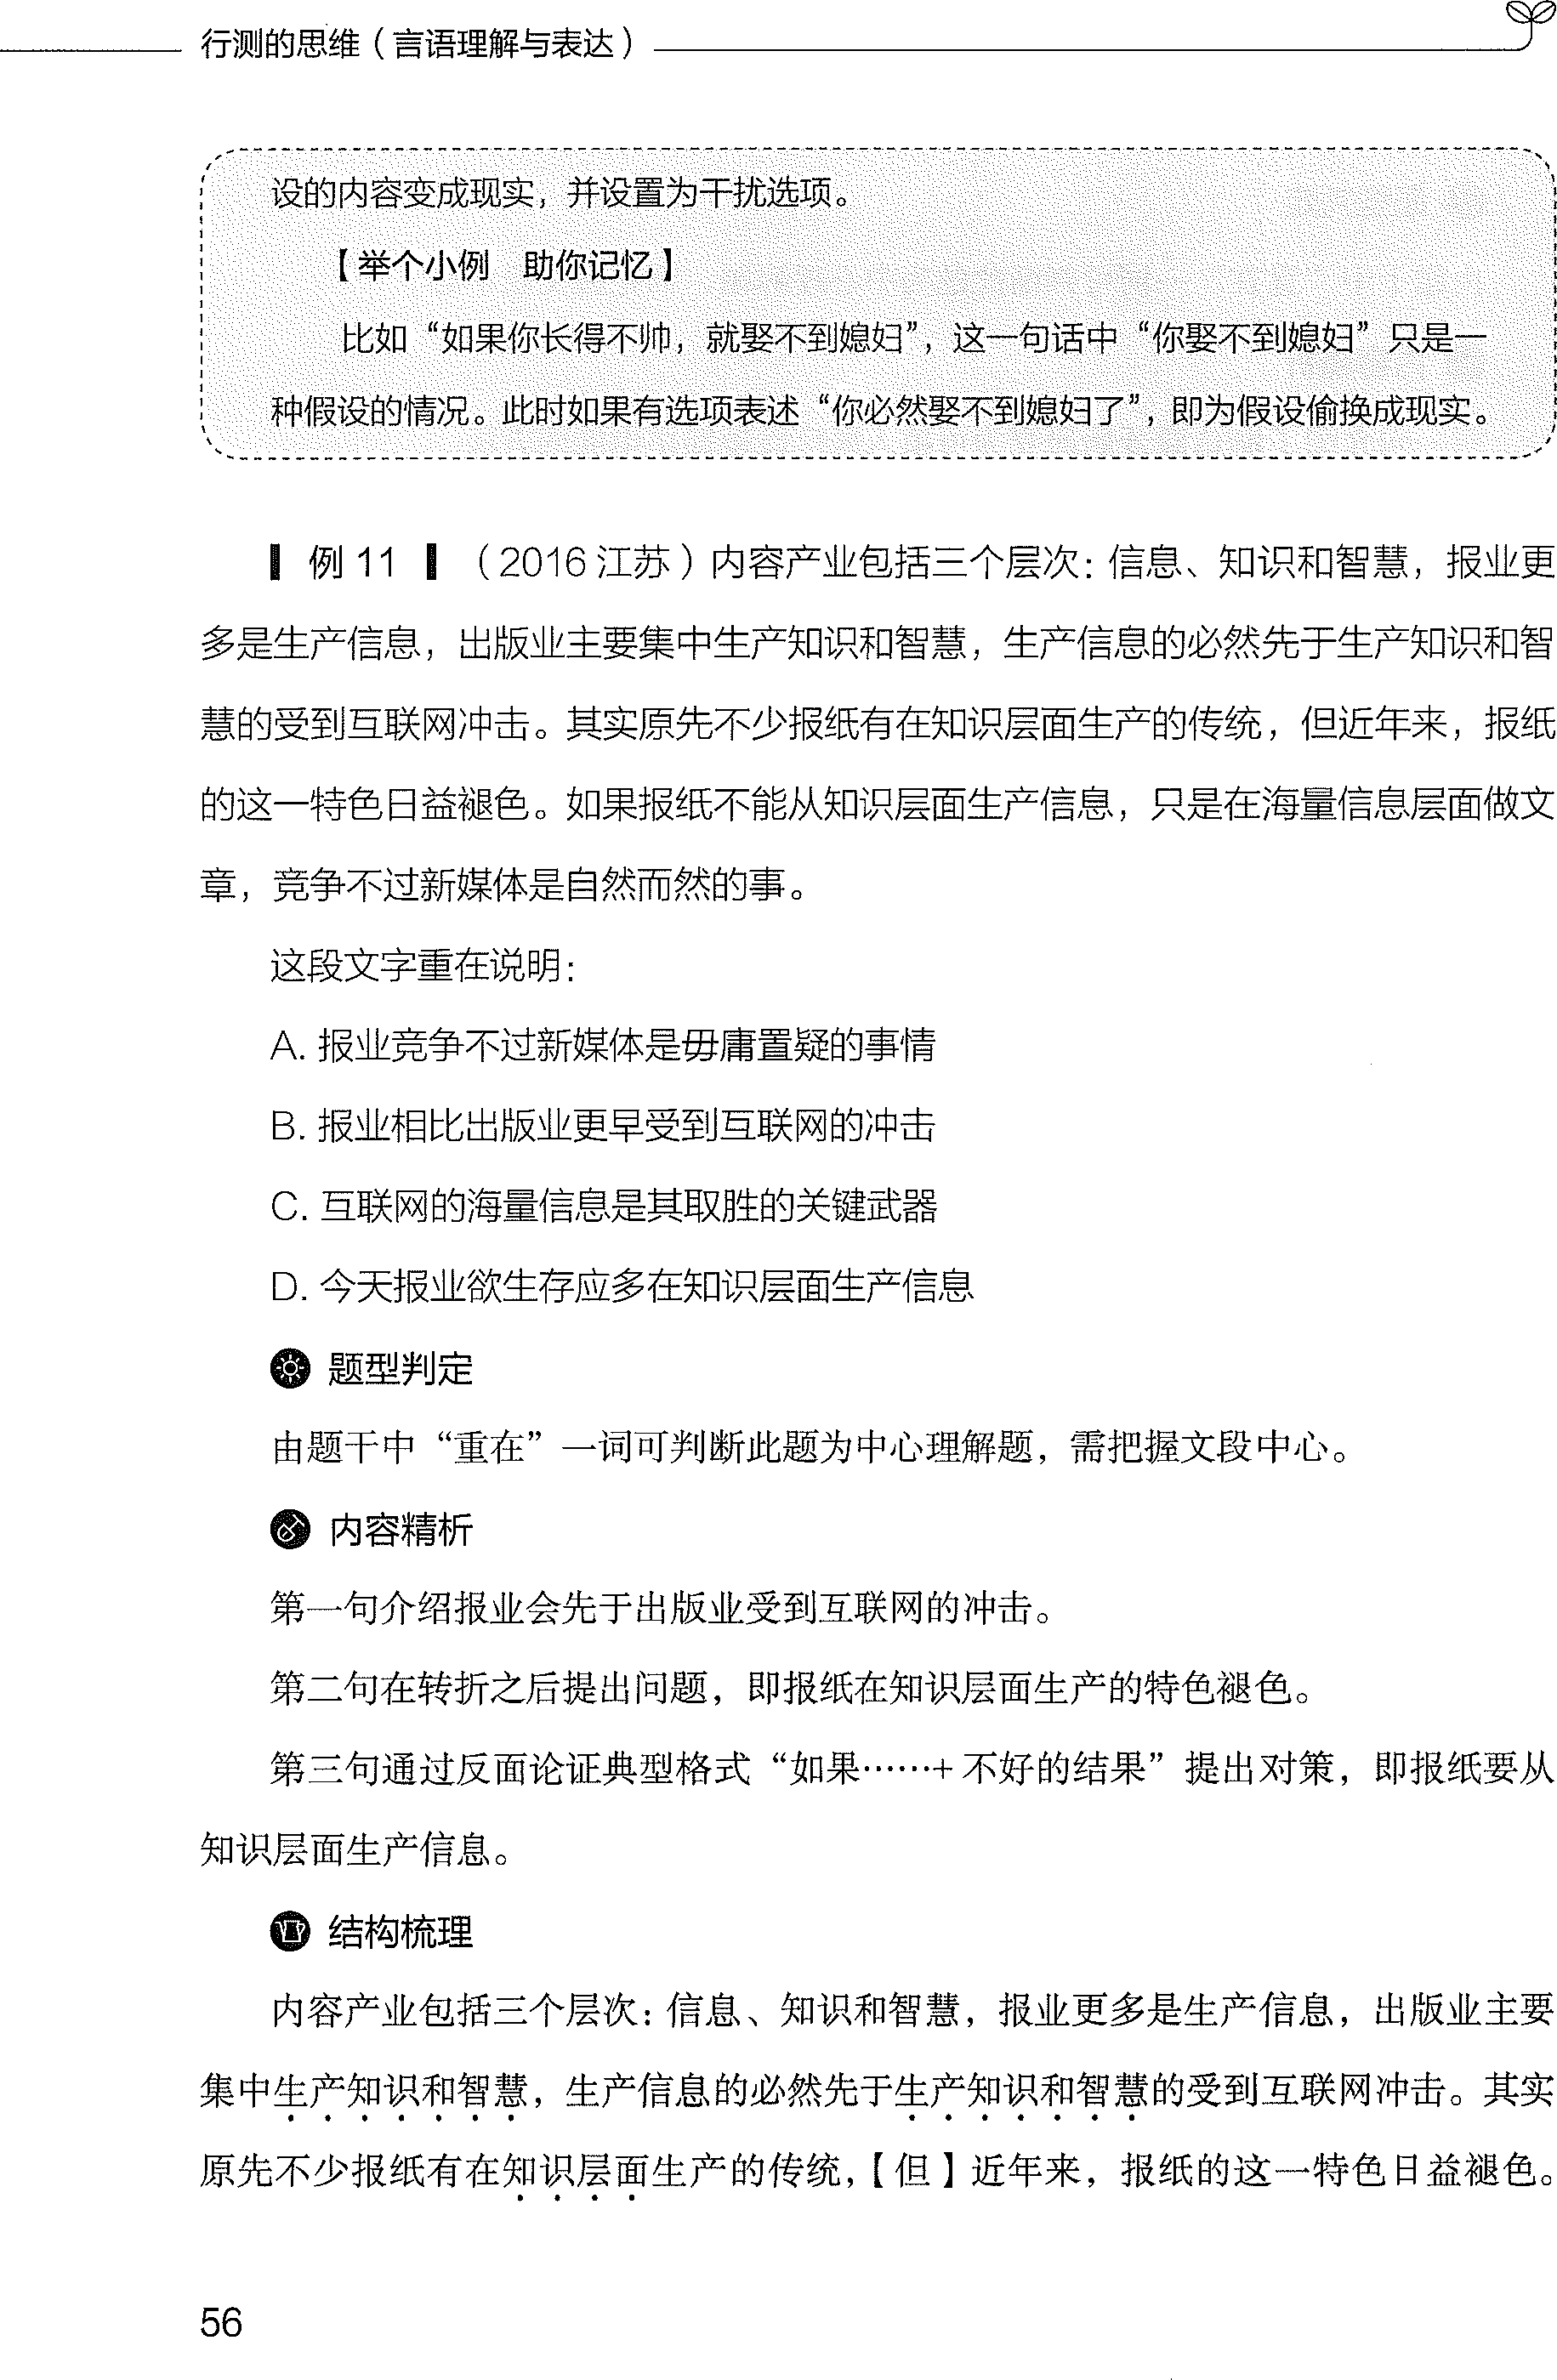 行测的思维（言语理解与表达）
设的内容变成现实，并设置为干扰选项。
【举个小例　助你记忆】
比如“如果你长得不帅，就娶不到媳妇”，这一句话中“你娶不到媳妇”只是一
种假设的情况。此时如果有选项表述“你必然娶不到媳妇了”，即为假设偷换成现实。
例 11 （2016 江苏）内容产业包括三个层次：信息、知识和智慧，报业更
多是生产信息，出版业主要集中生产知识和智慧，生产信息的必然先于生产知识和智
慧的受到互联网冲击。其实原先不少报纸有在知识层面生产的传统，但近年来，报纸
的这一特色日益褪色。如果报纸不能从知识层面生产信息，只是在海量信息层面做文
章，竞争不过新媒体是自然而然的事。
这段文字重在说明：
A. 报业竞争不过新媒体是毋庸置疑的事情
B. 报业相比出版业更早受到互联网的冲击
C. 互联网的海量信息是其取胜的关键武器
D. 今天报业欲生存应多在知识层面生产信息
题型判定
由题干中“重在”一词可判断此题为中心理解题，需把握文段中心。
内容精析
第一句介绍报业会先于出版业受到互联网的冲击。
第二句在转折之后提出问题，即报纸在知识层面生产的特色褪色。
第三句通过反面论证典型格式“如果……+ 不好的结果”提出对策，即报纸要从
知识层面生产信息。
结构梳理
内容产业包括三个层次：信息、知识和智慧，报业更多是生产信息，出版业主要
集中生产知识和智慧，生产信息的必然先于生产知识和智慧的受到互联网冲击。其实
原先不少报纸有在知识层面生产的传统，【但】近年来，报纸的这一特色日益褪色。
56